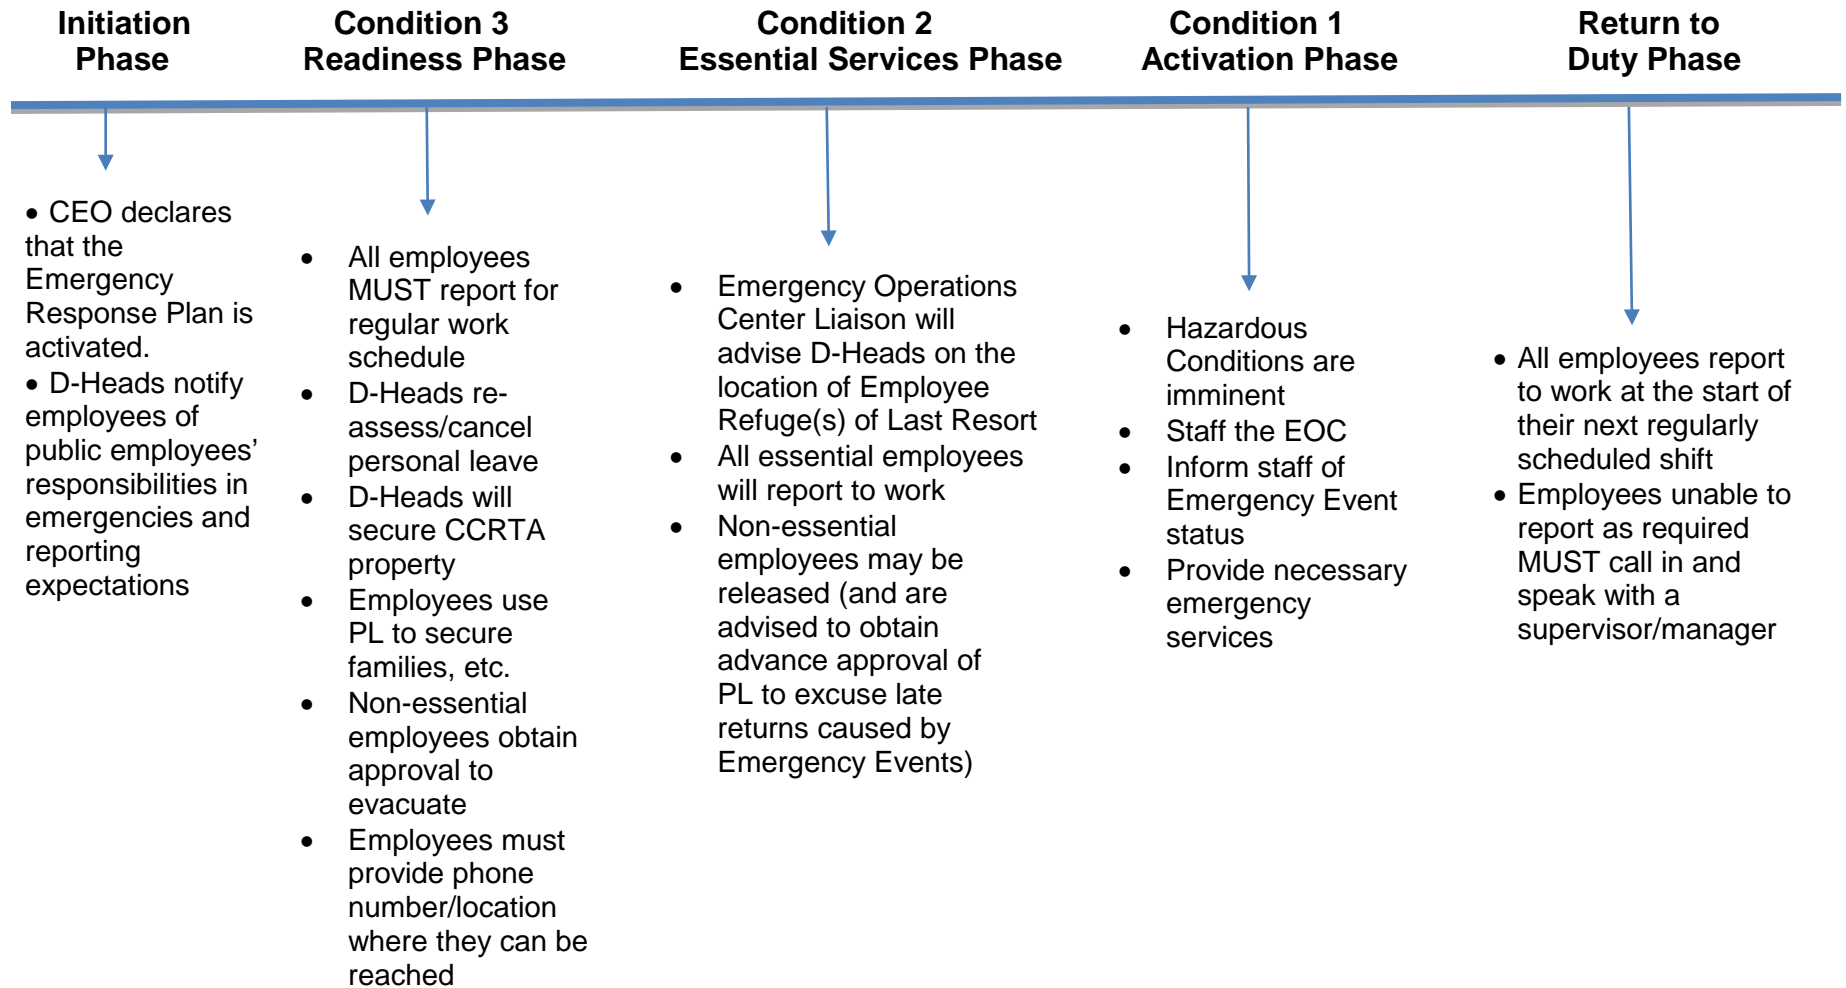 Initiation
Phase
Condition 3
Readiness Phase
Condition 2
Essential Services Phase
Condition 1
Activation Phase
Return to
Duty Phase
• CEO declares
that the
Emergency
Response Plan is
activated.
• D-Heads notify
employees of
public employees’
responsibilities in
emergencies and
reporting
expectations
• All employees
MUST report for
regular work
schedule
• D-Heads re-
assess/cancel
personal leave
• D-Heads will
secure CCRTA
property
• Employees use
PL to secure
families, etc.
• Non-essential
employees obtain
approval to
evacuate
• Employees must
provide phone
number/location
where they can be
reached
• Emergency Operations
Center Liaison will
advise D-Heads on the
location of Employee
Refuge(s) of Last Resort
• All essential employees
will report to work
• Non-essential
employees may be
released (and are
advised to obtain
advance approval of
PL to excuse late
returns caused by
Emergency Events)
• Hazardous
Conditions are
imminent
• Staff the EOC
• Inform staff of
Emergency Event
status
• Provide necessary
emergency
services
• All employees report
to work at the start of
their next regularly
scheduled shift
• Employees unable to
report as required
MUST call in and
speak with a
supervisor/manager